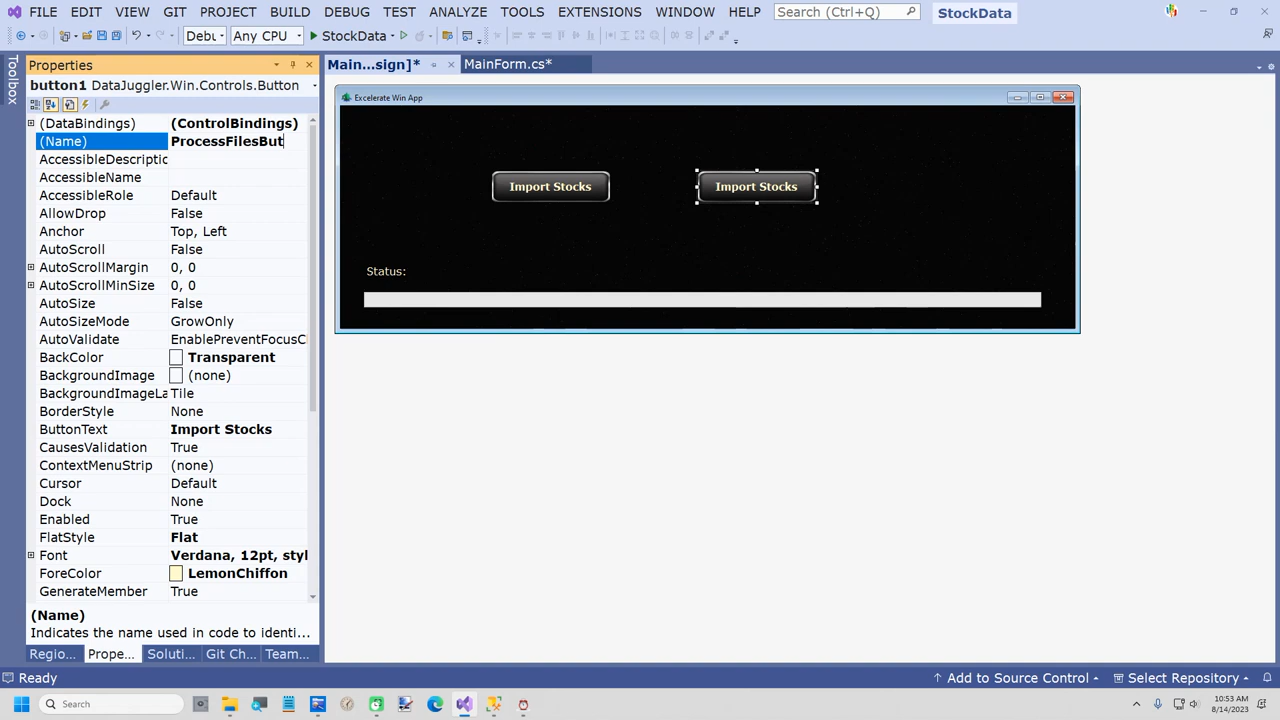 FILE EDIT VIEW GIT PROJECT BUILD DEBUG TEST ANALYZE TOOLS EXTENSIONS WINDOW HELP Search (Ctrl+Q) StockData
Debu Any CPU StockData
Toolbox
Properties
button1 DataJuggler.Win.Controls.Button
(DataBindings) (ControlBindings)
(Name) ProcessFilesBut
AccessibleDescriptic
AccessibleName
AccessibleRole Default
AllowDrop False
Anchor Top, Left
AutoScroll False
AutoScrollMargin 0, 0
AutoScrollMinSize 0, 0
AutoSize False
AutoSizeMode GrowOnly
AutoValidate EnablePreventFocusC
BackColor Transparent
BackgroundImage (none)
BackgroundImageLa Tile
BorderStyle None
ButtonText Import Stocks
CausesValidation True
ContextMenuStrip (none)
Cursor Default
Dock None
Enabled True
FlatStyle Flat
Font Verdana, 12pt, styl
ForeColor LemonChiffon
GenerateMember True
(Name)
Indicates the name used in code to identi...
Regio... Prope... Soluti... Git Ch... Team...
Main...sign]* MainForm.cs*
Excelerate Win App
Import Stocks Import Stocks
Status:
Ready Add to Source Control Select Repository
Search
10:53 AM
8/14/2023